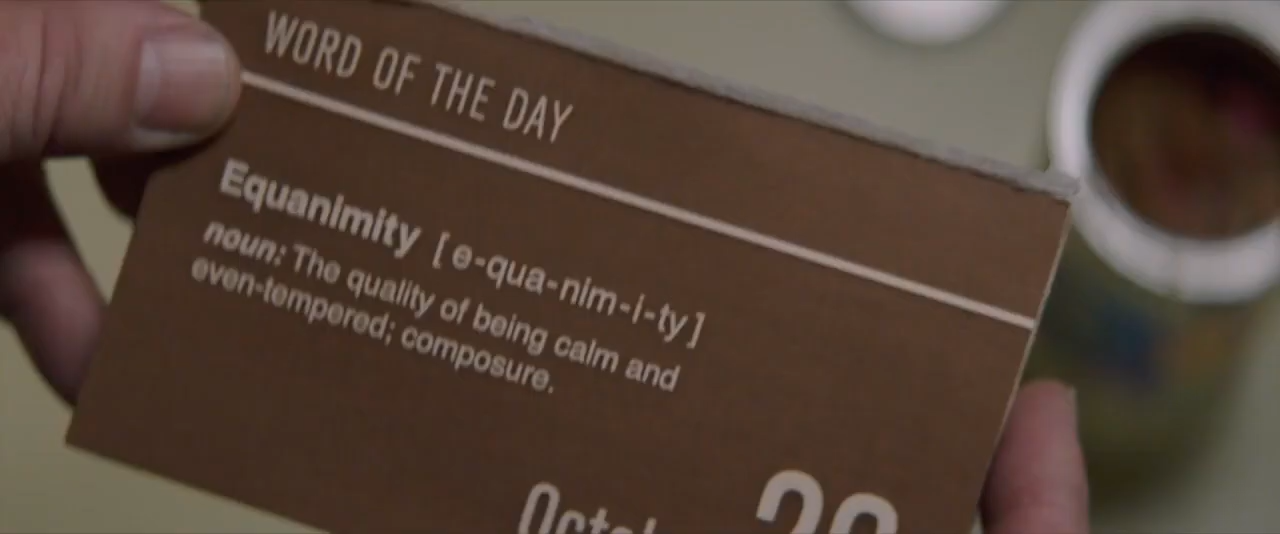 WORD OF THE DAY
Equanimity [e-qua-nim-i-ty]
noun: The quality of being calm and
even-tempered; composure.